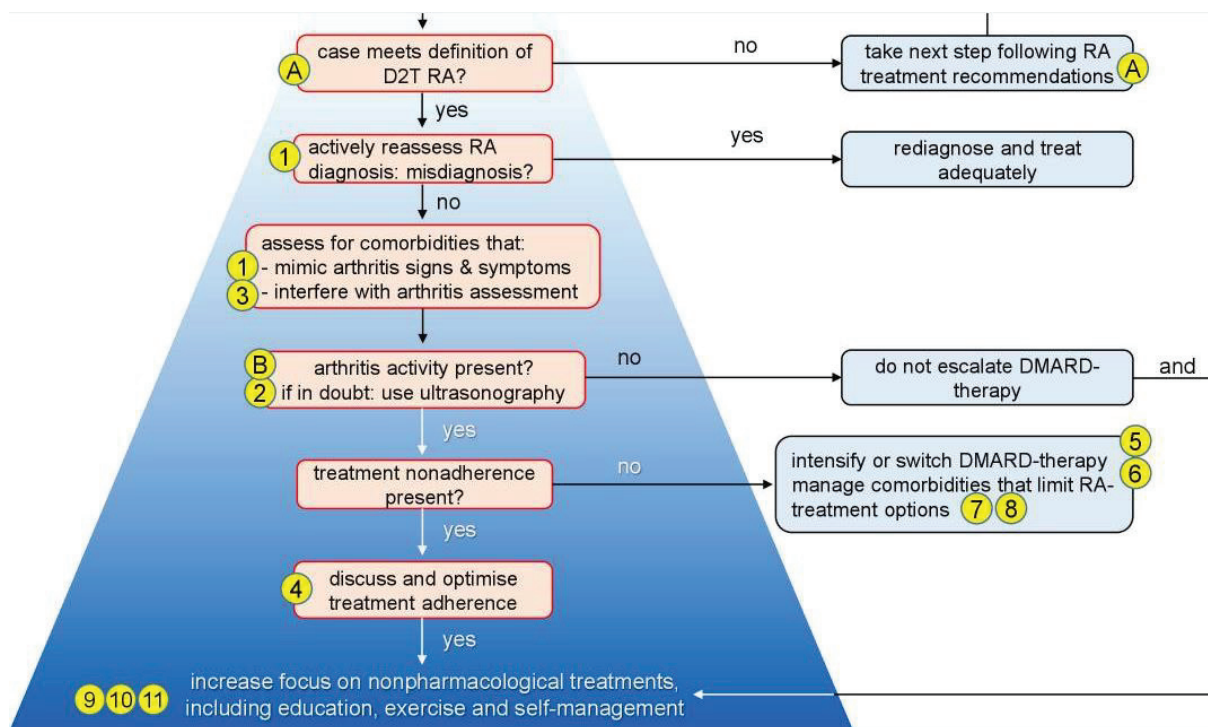 case meets definition of
D2T RA?
A
no
take next step following RA
treatment recommendations
A
yes
actively reassess RA
diagnosis: misdiagnosis?
1
yes
rediagnose and treat
adequately
no
assess for comorbidities that:
1
- mimic arthritis signs & symptoms
3
- interfere with arthritis assessment
B
arthritis activity present?
2
if in doubt: use ultrasonography
no
do not escalate DMARD-
therapy
and
yes
treatment nonadherence
present?
no
5
intensify or switch DMARD-therapy
6
manage comorbidities that limit RA-
treatment options
7
8
yes
4
discuss and optimise
treatment adherence
yes
9 10 11
increase focus on nonpharmacological treatments,
including education, exercise and self-management